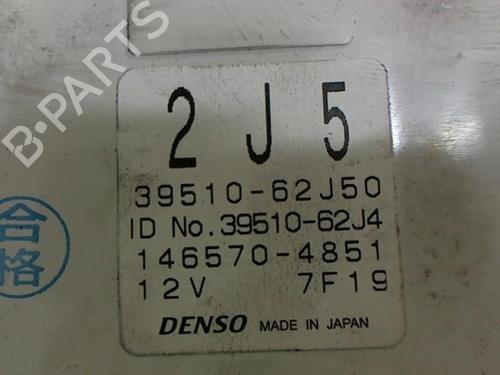 B-PARTS
2 J 5
39510-62J50
ID No.39510-62J4
146570-4851
12V 7F19
DENSO MADE IN JAPAN
合格